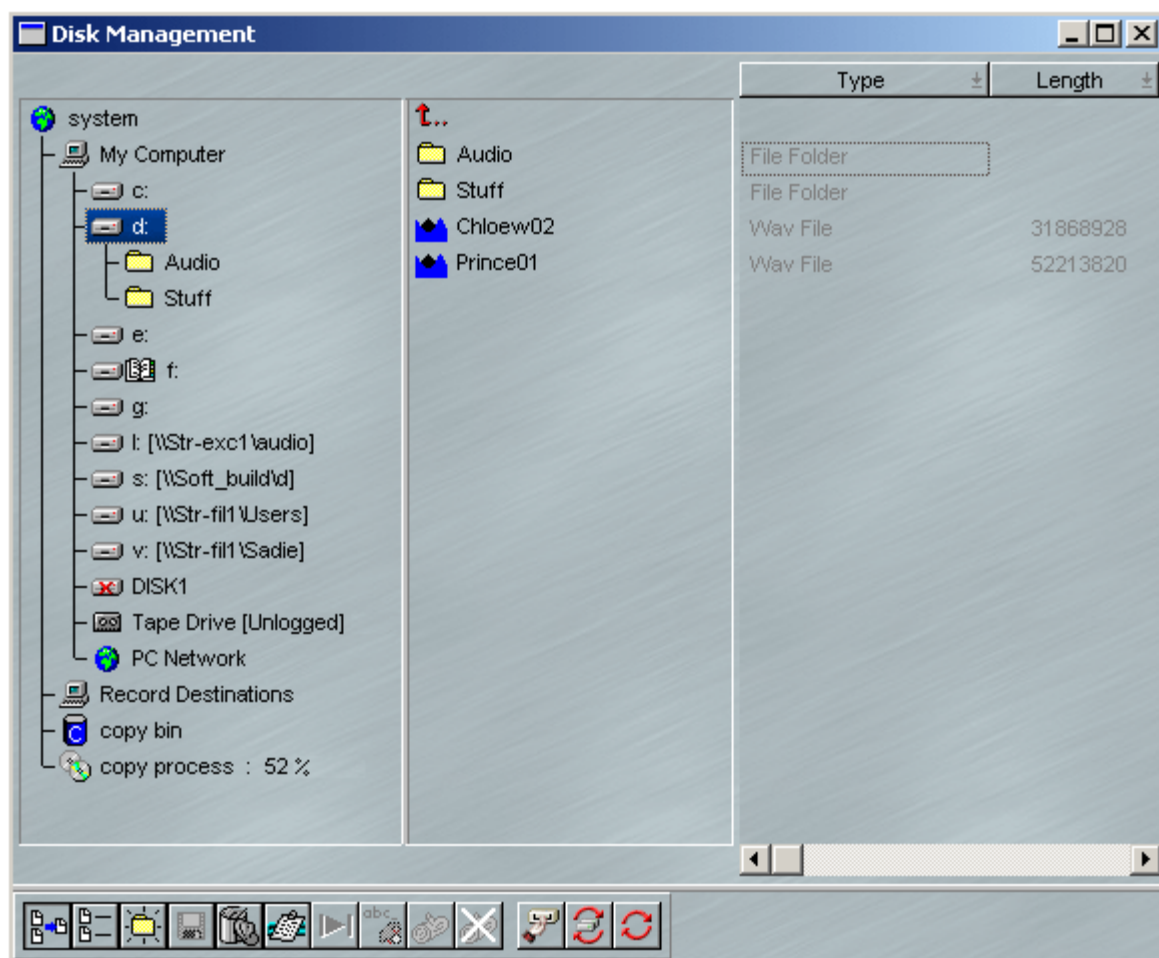 Disk Management
Type Length
system
My Computer
c:
d:
Audio
Stuff
e:
f:
g:
l: [\\Str-exc1\audio]
s: [\\Soft_build\d]
u: [\\Str-fil1\Users]
v: [\\Str-fil1\Sadie]
DISK1
Tape Drive [Unlogged]
PC Network
Record Destinations
copy bin
copy process : 52 %
t..
Audio File Folder
Stuff File Folder
Chloew02 Wav File 31868928
Prince01 Wav File 52213820
abc_